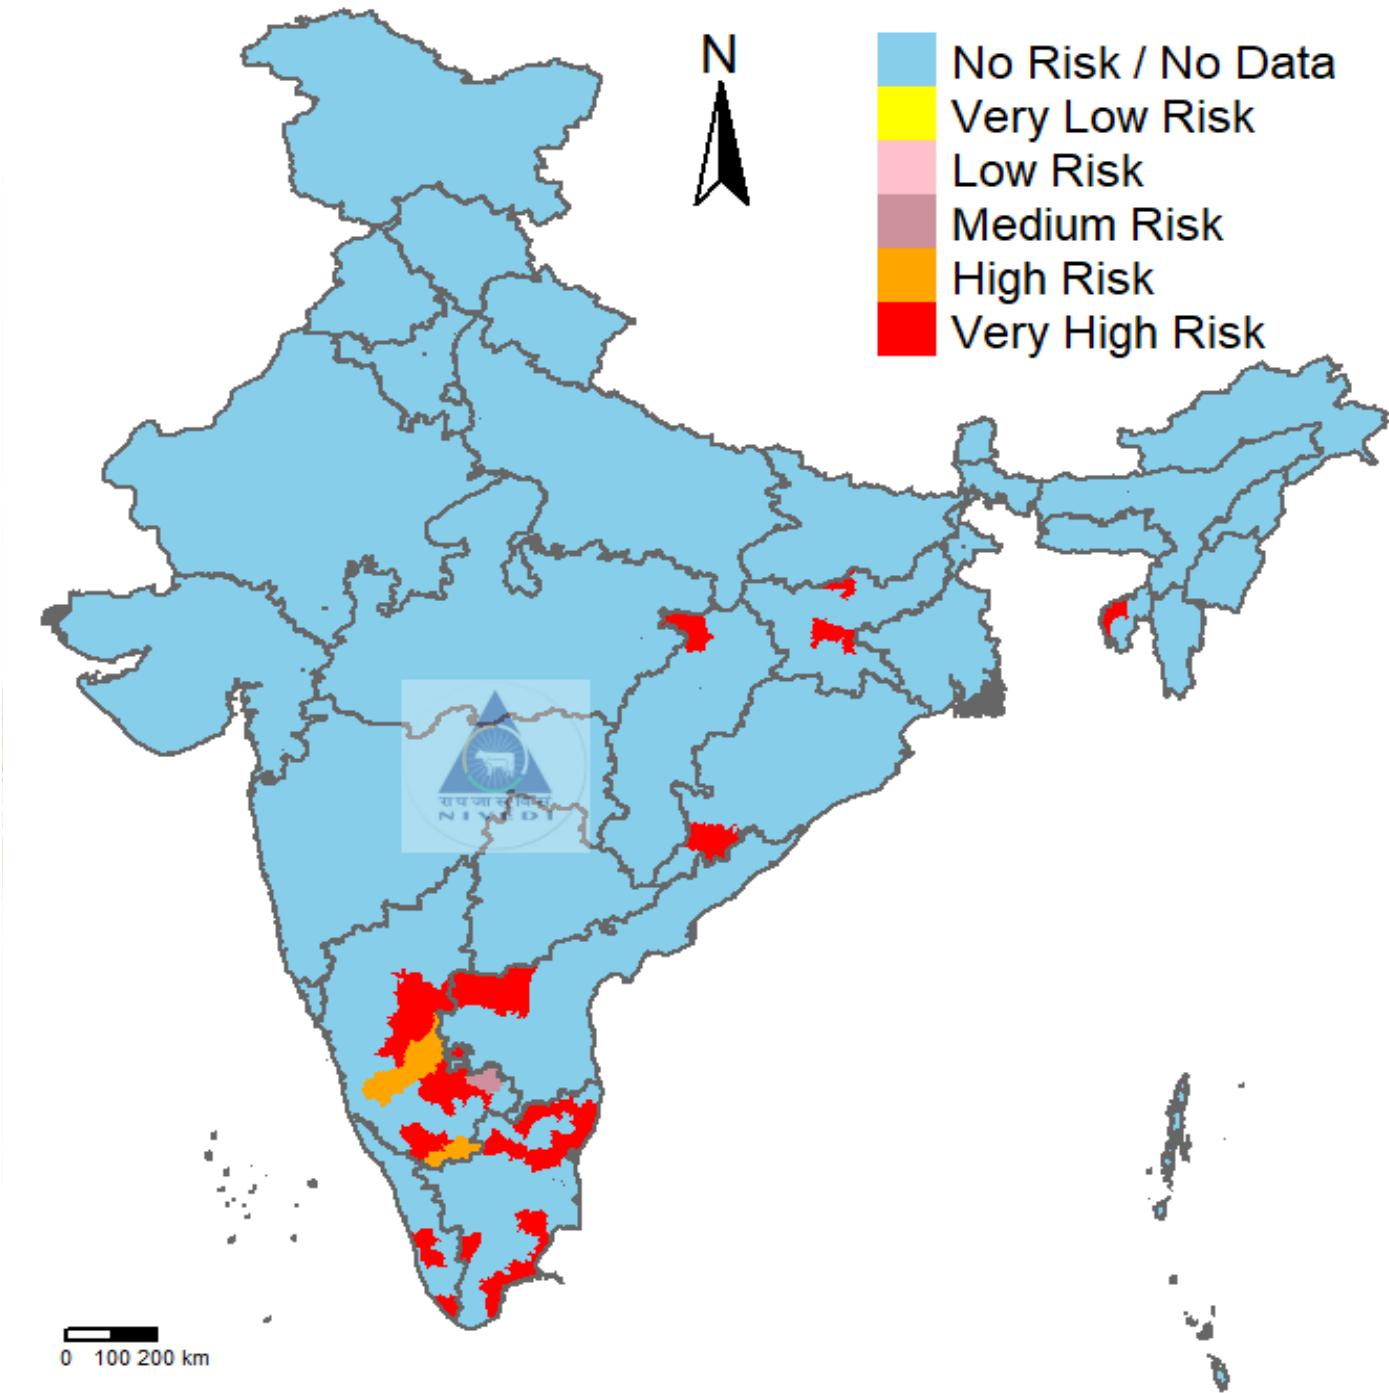 N
No Risk / No Data
Very Low Risk
Low Risk
Medium Risk
High Risk
Very High Risk
NIVEDI
0 100 200 km